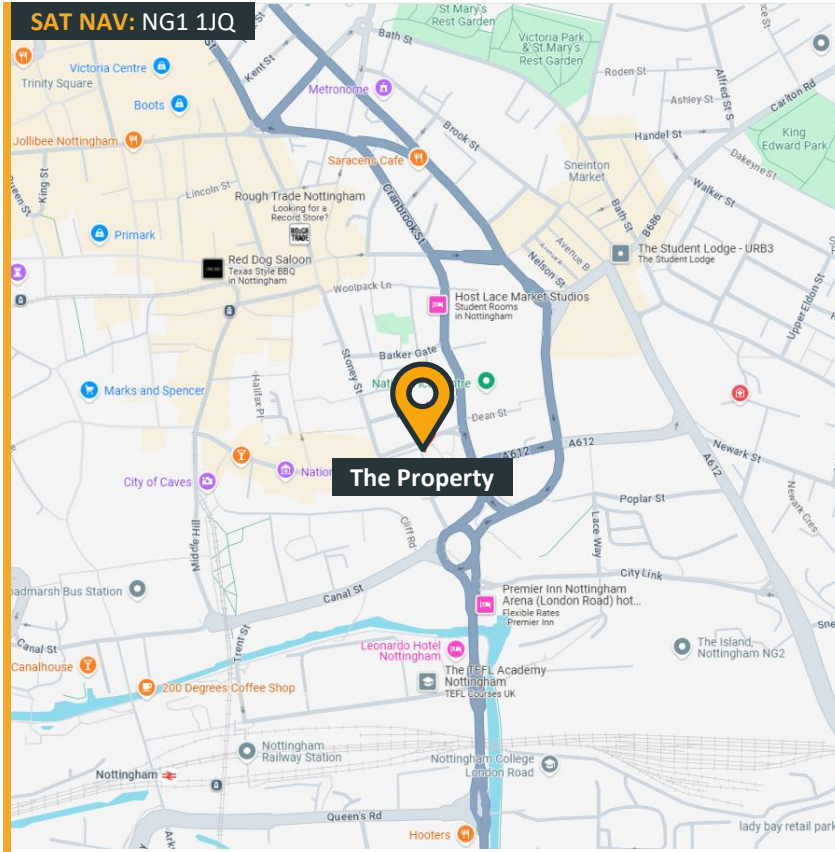 SAT NAV: NG1 1JQ
St Mary's
Rest Garden
Victoria Park
& St Mary's
Rest Garden
Bath St
Kent St
Victoria Centre
Trinity Square
Metronome
Roden St
Alfred St S
Carlton Rd
Boots
Ashley St
Brook St
Handel St
King
Edward Park
Jollibee Nottingham
Saracens Cafe
Sneinton
Market
Dakeyne St
King St
Queen St
Lincoln St
Cranbrook St
Walker St
Bath St
B686
Rough Trade Nottingham
Looking for a
Record Store?
ROUGH
TRADE
Primark
Avenue B
Nelson St
The Student Lodge - URB3
The Student Lodge
Red Dog Saloon
Texas Style BBQ
in Nottingham
Woolpack Ln
Host Lace Market Studios
Student Rooms
in Nottingham
Upper Eldon St
Stoney St
Barker Gate
Marks and Spencer
Halifax Pl
Dean St
A612
A612
A612
Newark St
Newark Cres
The Property
City of Caves
Poplar St
Lace Way
Cliff Rd
Middle Hill
City Link
Canal St
Premier Inn Nottingham
Arena (London Road) hot...
Flexible Rates
Premier Inn
Trent St
Canal St
Leonardo Hotel
Nottingham
The Island,
Nottingham NG2
Canalhouse
The TEFL Academy
Nottingham
TEFL Courses UK
200 Degrees Coffee Shop
Nottingham
Railway Station
Nottingham College
London Road
Nottingham
Queen's Rd
Hooters
lady bay retail park